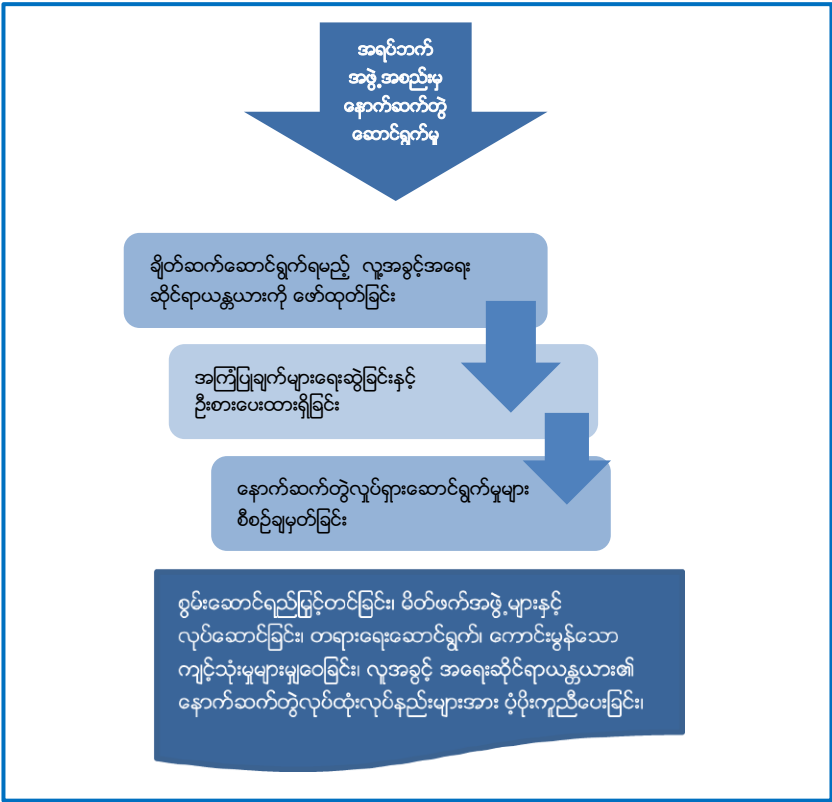 အရပ်ဘက်
အဖွဲ့အစည်းမှ
နောက်ဆက်တွဲ
ဆောင်ရွက်မှု
ချိတ်ဆက်ဆောင်ရွက်ရမည့် လူ့အခွင့်အရေး
ဆိုင်ရာယန္တယားကို ဖော်ထုတ်ခြင်း
အကြံပြုချက်များရေးဆွဲခြင်းနှင့်
ဦးစားပေးထားရှိခြင်း
နောက်ဆက်တွဲလှုပ်ရှားဆောင်ရွက်မှုများ
စီစဉ်ချမှတ်ခြင်း
စွမ်းဆောင်ရည်မြှင့်တင်ခြင်း၊ မိတ်ဖက်အဖွဲ့များနှင့်
လုပ်ဆောင်ခြင်း၊ တရားရေးဆောင်ရွက်၊ ကောင်းမွန်သော
ကျင့်သုံးမှုများမျှဝေခြင်း၊ လူအခွင့် အရေးဆိုင်ရာယန္တယား၏
နောက်ဆက်တွဲလုပ်ထုံးလုပ်နည်းများအား ပံ့ပိုးကူညီပေးခြင်း၊